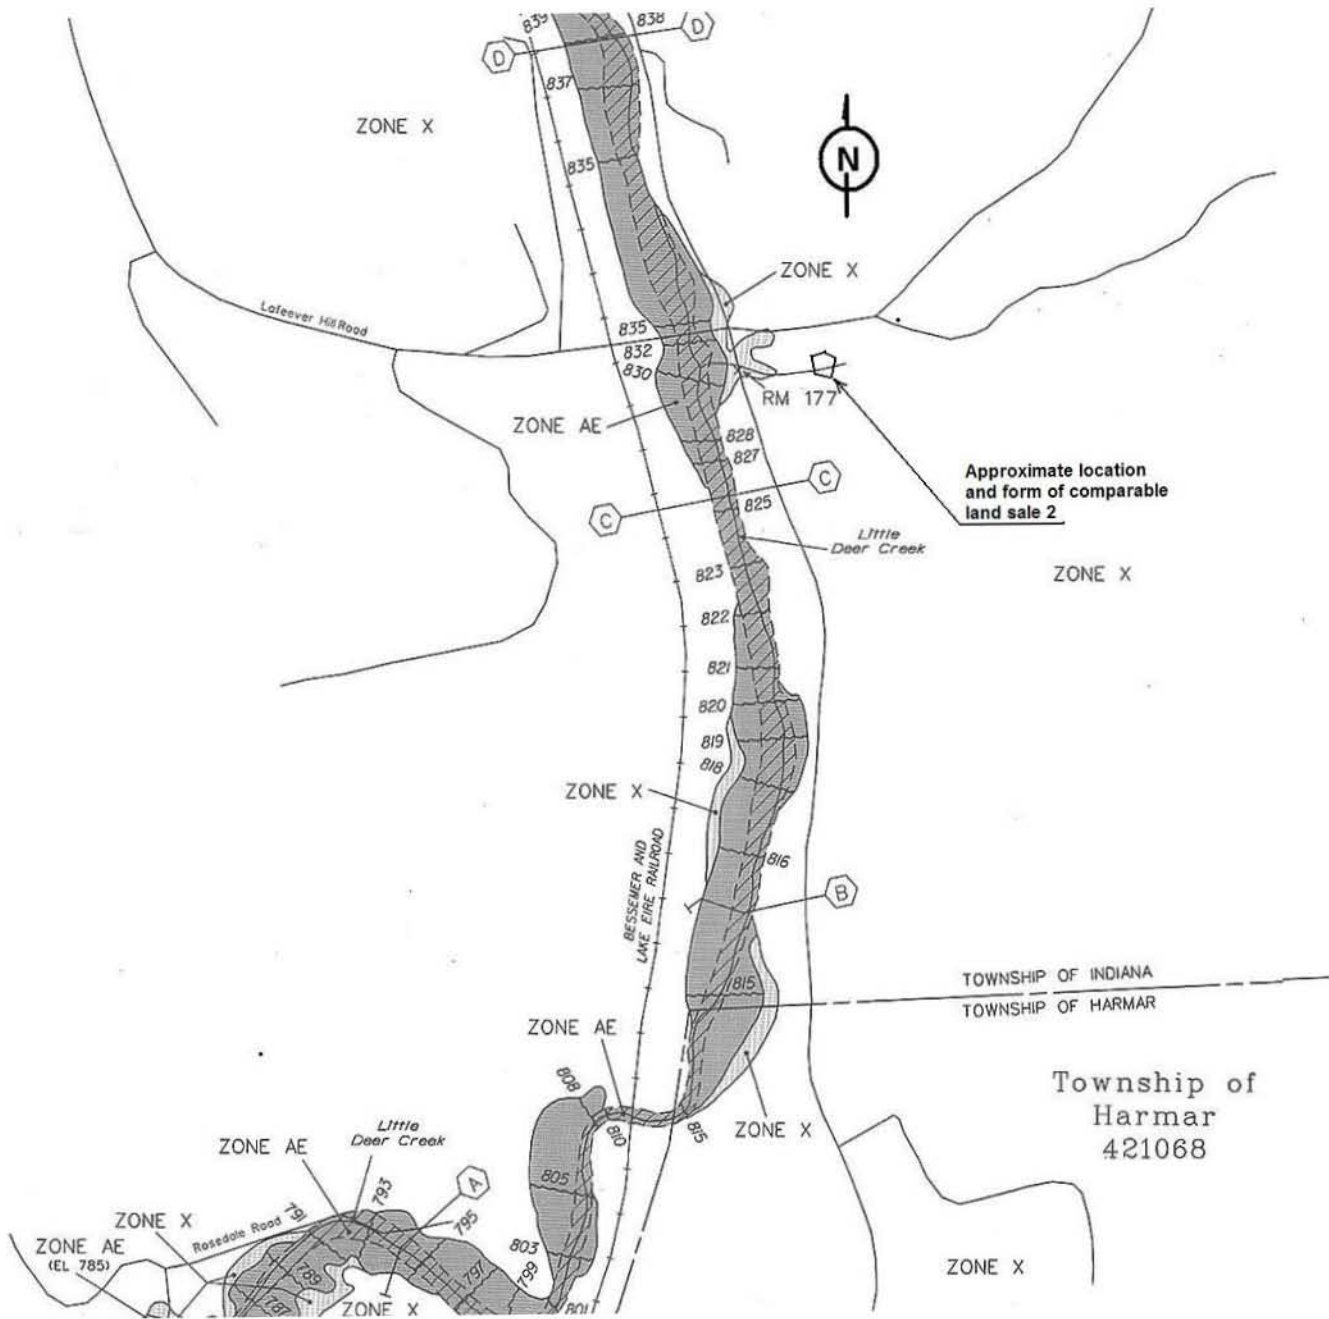 839
838
D
D
837
ZONE X
N
835
ZONE X
Lafeever Hill Road
835
832
830
RM 177
ZONE AE
828
827
Approximate location
and form of comparable
land sale 2
C
C
825
Little
Deer Creek
823
ZONE X
822
821
820
819
818
ZONE X
816
BESSEMER AND
LAKE EIRE RAILROAD
B
815
TOWNSHIP OF INDIANA
TOWNSHIP OF HARMAR
ZONE AE
808
Township of
Harmar
421068
810
815
ZONE X
Little
Deer Creek
ZONE AE
805
793
A
791
795
ZONE X
Rosedale Road
ZONE AE
(EL 785)
803
789
797
799
ZONE X
787
ZONE X
801